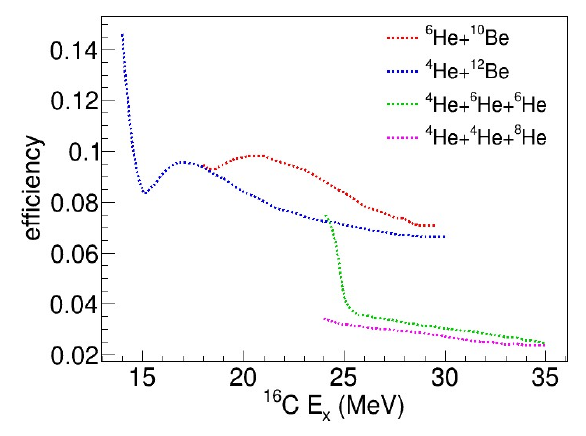 ⁶He+¹⁰Be
⁴He+¹²Be
⁴He+⁶He+⁶He
⁴He+⁴He+⁸He
efficiency
0.14
0.12
0.1
0.08
0.06
0.04
0.02
15 20 25 30 35
¹⁶C Eₓ (MeV)